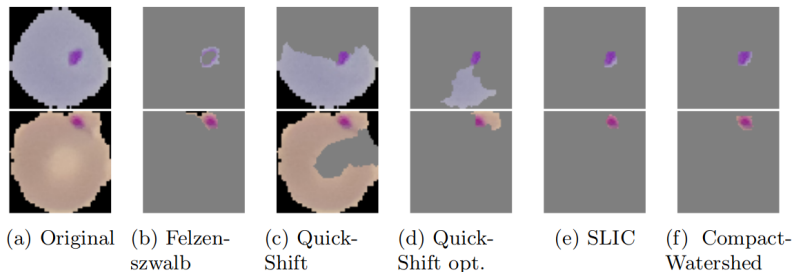 (a) Original (b) Felzen- (c) Quick- (d) Quick- (e) SLIC (f) Compact-
szwalb Shift Shift opt. Watershed